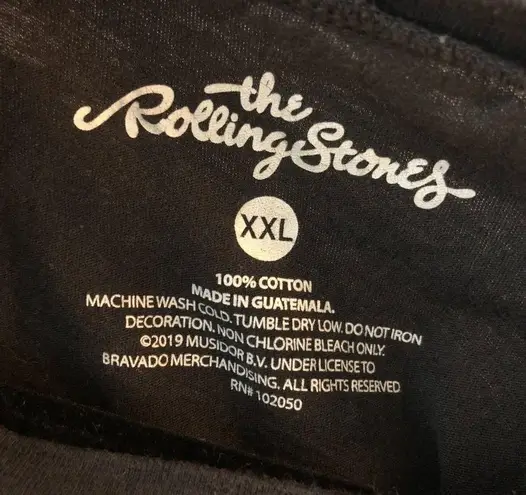 the
Rolling Stones
XXL
100% COTTON
MADE IN GUATEMALA.
MACHINE WASH COLD. TUMBLE DRY LOW. DO NOT IRON
DECORATION. NON CHLORINE BLEACH ONLY.
©2019 MUSIDOR B.V. UNDER LICENSE TO
BRAVADO MERCHANDISING. ALL RIGHTS RESERVED
RN# 102050